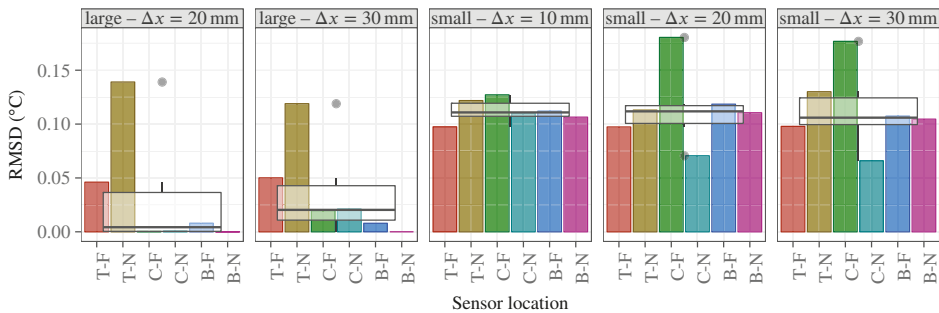 large – Δx = 20 mm
large – Δx = 30 mm
small – Δx = 10 mm
small – Δx = 20 mm
small – Δx = 30 mm
RMSD (°C)
0.15
0.10
0.05
0.00
T-F T-N C-F C-N B-F B-N
T-F T-N C-F C-N B-F B-N
T-F T-N C-F C-N B-F B-N
T-F T-N C-F C-N B-F B-N
T-F T-N C-F C-N B-F B-N
Sensor location